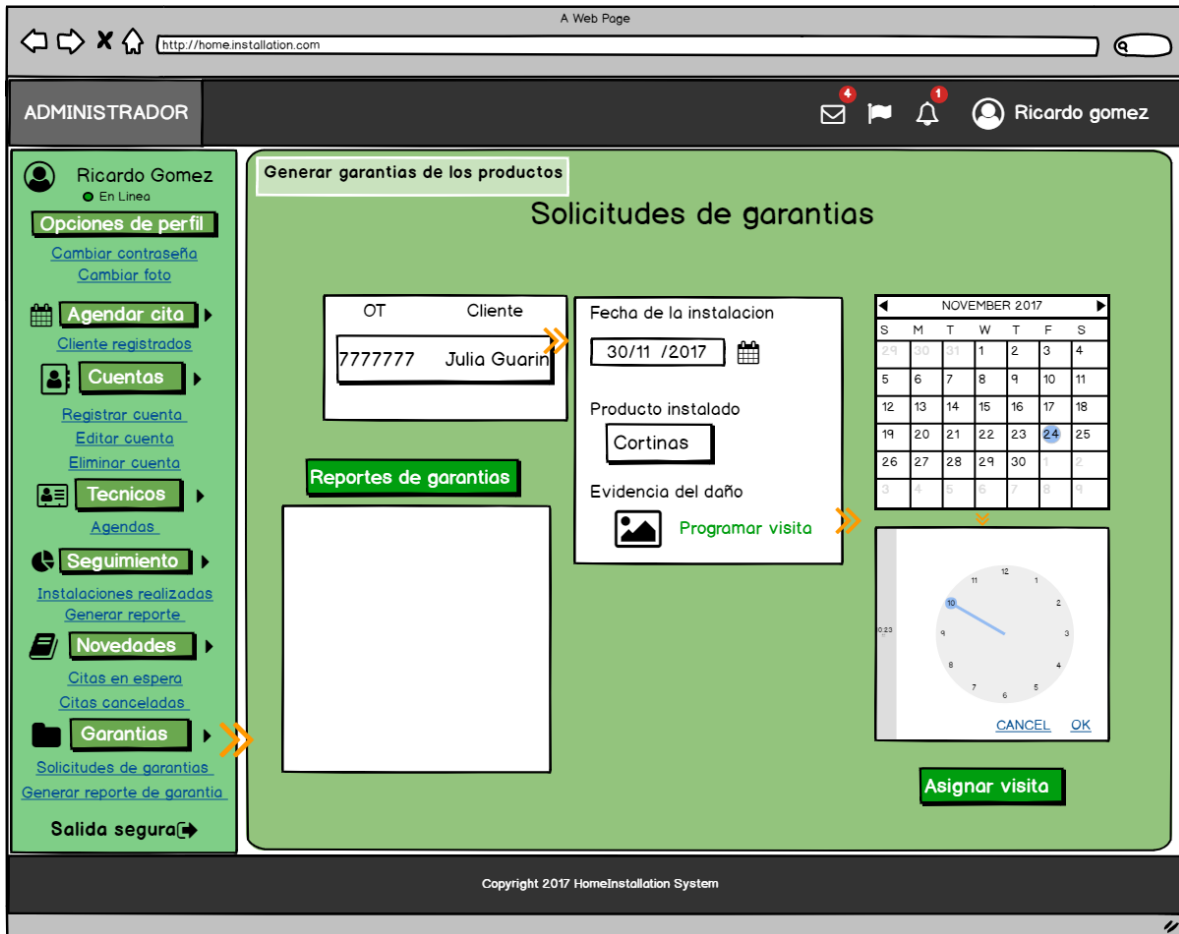 A Web Page
http://home.installation.com
ADMINISTRADOR
4
1
Ricardo gomez
Ricardo Gomez
En Linea
Opciones de perfil
Cambiar contraseña
Cambiar foto
Agendar cita
Cliente registrados
Cuentas
Registrar cuenta
Editar cuenta
Eliminar cuenta
Tecnicos
Agendas
Seguimiento
Instalaciones realizadas
Generar reporte
Novedades
Citas en espera
Citas canceladas
Garantias
Solicitudes de garantias
Generar reporte de garantia
Salida segura
Generar garantias de los productos
Solicitudes de garantias
OT Cliente
7777777 Julia Guarin
Reportes de garantias
Fecha de la instalacion
30/11 /2017
Producto instalado
Cortinas
Evidencia del daño
Programar visita
NOVEMBER 2017
S M T W T F S
29 30 31 1 2 3 4
5 6 7 8 9 10 11
12 13 14 15 16 17 18
19 20 21 22 23 24 25
26 27 28 29 30 1 2
3 4 5 6 7 8 9
12
11 1
10 2
9 3
8 4
7 5
6
CANCEL OK
Asignar visita
Copyright 2017 HomeInstallation System